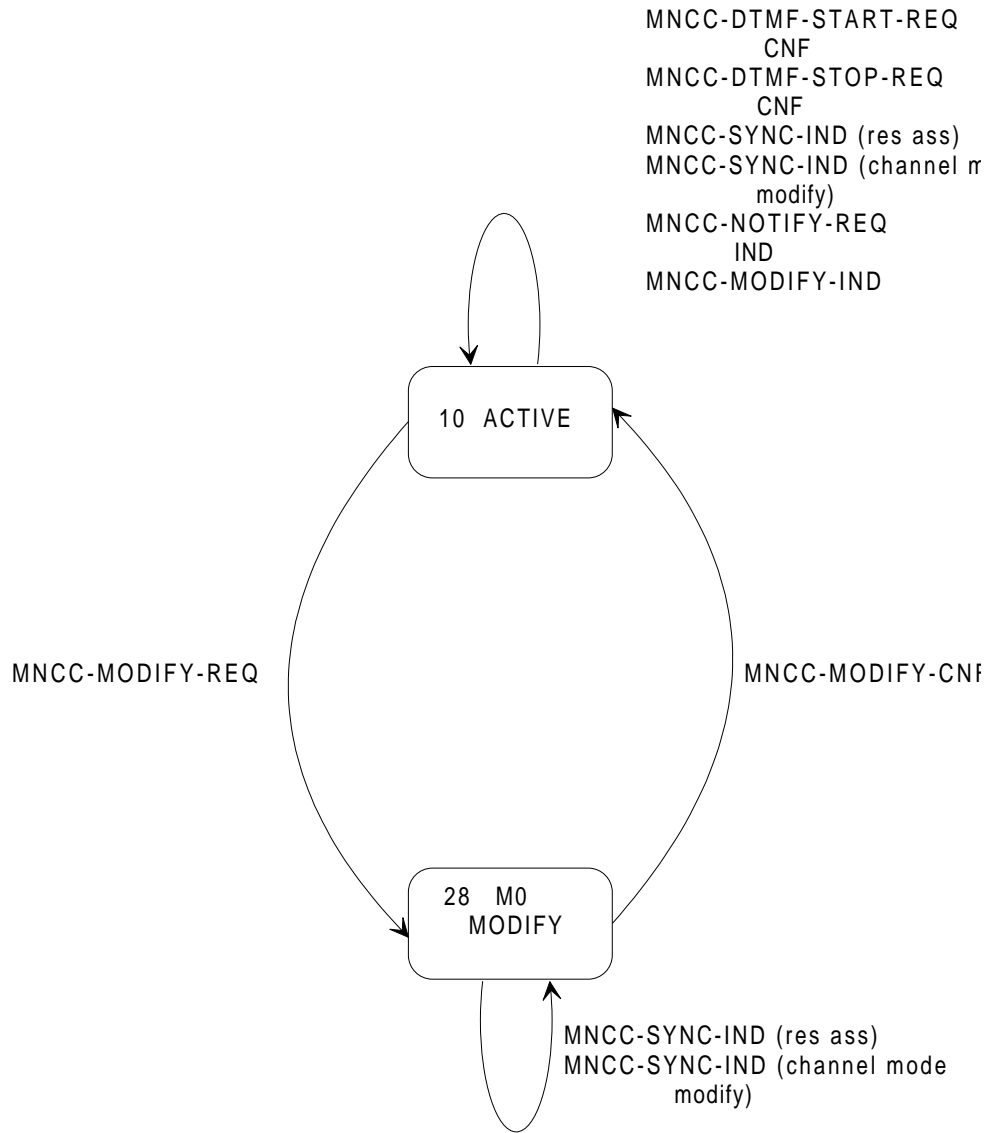 MNCC-DTMF-START-REQ
CNF
MNCC-DTMF-STOP-REQ
CNF
MNCC-SYNC-IND (res ass)
MNCC-SYNC-IND (channel m
modify)
MNCC-NOTIFY-REQ
IND
MNCC-MODIFY-IND
10 ACTIVE
MNCC-MODIFY-REQ
MNCC-MODIFY-CNF
28 M0
MODIFY
MNCC-SYNC-IND (res ass)
MNCC-SYNC-IND (channel mode
modify)